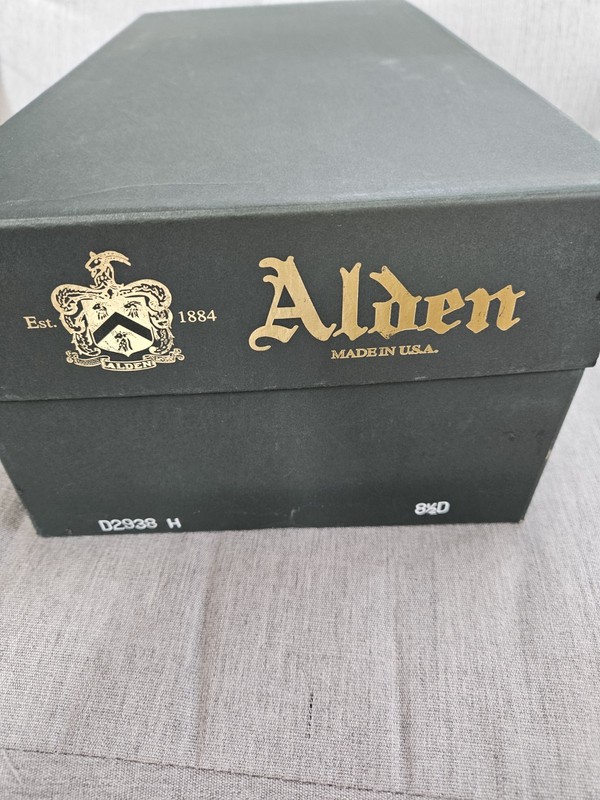 Est. 1884
ALDEN
Alden
MADE IN U.S.A.
D2938 H
8½D